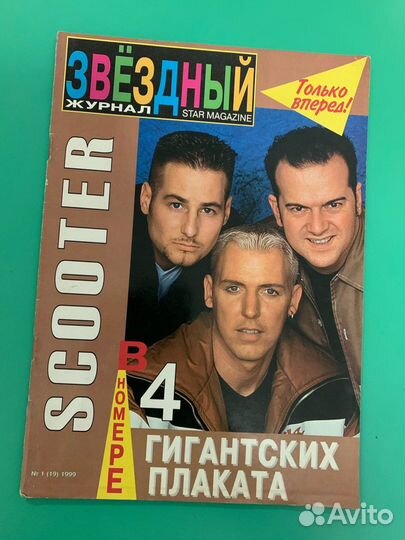 ЗВЁЗДНЫЙ
ЖУРНАЛ STAR MAGAZINE
Только
вперед!
SCOOTER
В НОМЕРЕ
4
ГИГАНТСКИХ
ПЛАКАТА
№ 1 (19) 1999
Avito